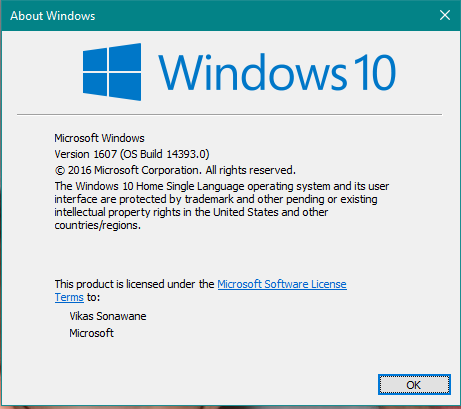 About Windows
Windows 10
Microsoft Windows
Version 1607 (OS Build 14393.0)
© 2016 Microsoft Corporation. All rights reserved.
The Windows 10 Home Single Language operating system and its user
interface are protected by trademark and other pending or existing
intellectual property rights in the United States and other
countries/regions.
This product is licensed under the Microsoft Software License
Terms to:
Vikas Sonawane
Microsoft
OK